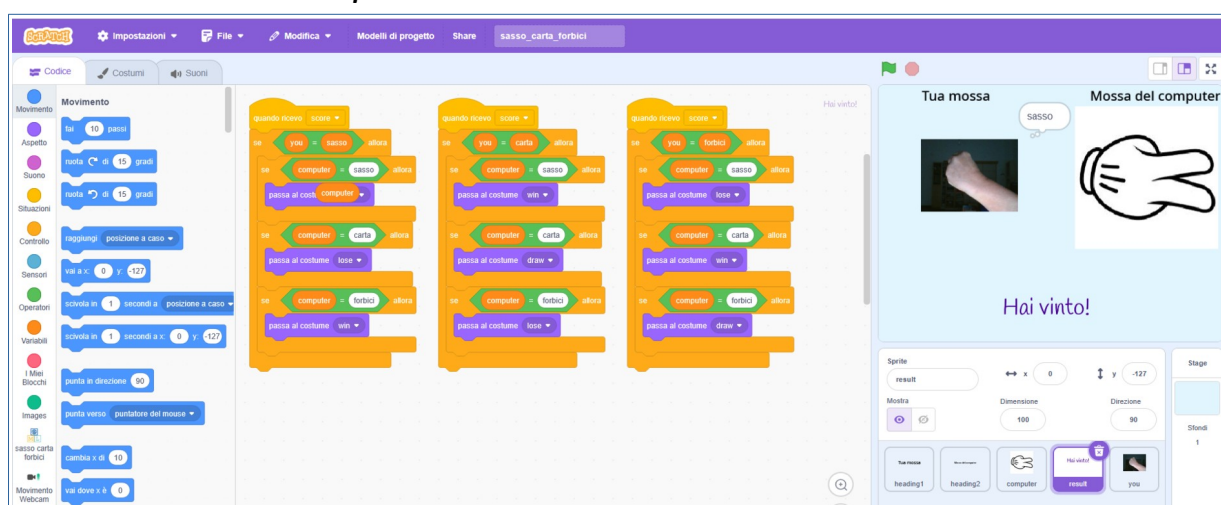 SCRATCH Impostazioni File Modifica Modelli di progetto Share sasso_carta_forbici
Codice Costumi Suoni
Movimento
Aspetto
Suono
Situazioni
Controllo
Sensori
Operatori
Variabili
I Miei
Blocchi
Images
sasso carta
forbici
Movimento
Webcam
Movimento
fai 10 passi
ruota di 15 gradi
ruota di 15 gradi
raggiungi posizione a caso
vai a x: 0 y: -127
scivola in 1 secondi a posizione a caso
scivola in 1 secondi a x: 0 y: -127
punta in direzione 90
punta verso puntatore del mouse
cambia x di 10
vai dove x è 0
quando ricevo score
se you = sasso allora
se computer = sasso allora
passa al cost computer
se computer = carta allora
passa al costume lose
se computer = forbici allora
passa al costume win
quando ricevo score
se you = carta allora
se computer = sasso allora
passa al costume win
se computer = carta allora
passa al costume draw
se computer = forbici allora
passa al costume lose
quando ricevo score
se you = forbici allora
se computer = sasso allora
passa al costume lose
se computer = carta allora
passa al costume win
se computer = forbici allora
passa al costume draw
Hai vinto!
Tua mossa
Mossa del computer
sasso
Hai vinto!
Sprite
result
x 0
y -127
Mostra
Dimensione
100
Direzione
90
Tua mossa
heading1
heading2
computer
Hai vinto!
result
you
Stage
Sfondi
1